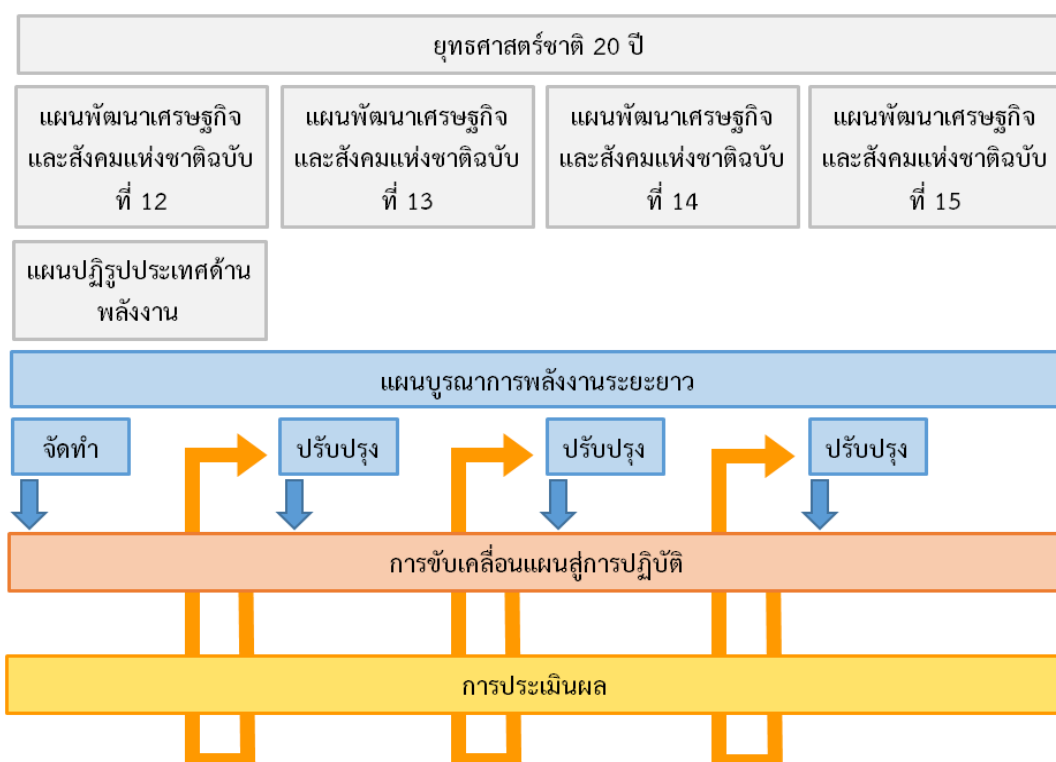 ยุทธศาสตร์ชาติ 20 ปี
แผนพัฒนาเศรษฐกิจ
และสังคมแห่งชาติฉบับ
ที่ 12
แผนพัฒนาเศรษฐกิจ
และสังคมแห่งชาติฉบับ
ที่ 13
แผนพัฒนาเศรษฐกิจ
และสังคมแห่งชาติฉบับ
ที่ 14
แผนพัฒนาเศรษฐกิจ
และสังคมแห่งชาติฉบับ
ที่ 15
แผนปฏิรูปประเทศด้าน
พลังงาน
แผนบูรณาการพลังงานระยะยาว
จัดทำ
ปรับปรุง
ปรับปรุง
ปรับปรุง
การขับเคลื่อนแผนสู่การปฏิบัติ
การประเมินผล